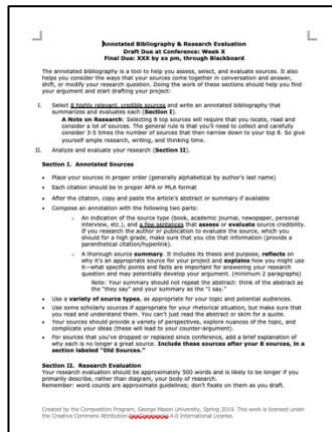 Annotated Bibliography & Research Evaluation
Draft Due at Conference: Week X
Final Due: XXX by xx pm, through Blackboard
The annotated bibliography is a tool to help you assess, select, and evaluate sources. It also
helps you consider the ways that your sources come together in conversation and answer,
shift, or modify your research question. Doing the work of these sections should help you find
your argument and start drafting your project:
I. Select 8 highly relevant, credible sources and write an annotated bibliography that
summarizes and evaluates each (Section I).
A Note on Research: Selecting 8 top sources will require that you locate, read and
consider a lot of sources. The general rule is that you'll need to collect and carefully
consider 3-5 times the number of sources that then narrow down to your top 8. So give
yourself ample research, writing, and thinking time.
II. Analyze and evaluate your research (Section II).
Section I. Annotated Sources
• Place your sources in proper order (generally alphabetical by author's last name)
• Each citation should be in proper APA or MLA format
• After the citation, copy and paste the article's abstract or summary if available
• Compose an annotation with the following two parts:
o An indication of the source type (book, academic journal, newspaper, personal
interview, etc.), and a few sentences that assess or evaluate source credibility.
If you research the author or publication to evaluate the source, which you
should for a high grade, make sure that you cite that information (provide a
parenthetical citation/hyperlink).
o A thorough source summary. It includes its thesis and purpose, reflects on
why it's an appropriate source for your project and explains how you might use
it—what specific points and facts are important for answering your research
question and may potentially develop your argument. (minimum 2 paragraphs)
Note: Your summary should not repeat the abstract: think of the abstract as
the "they say" and your summary as the "I say."
• Use a variety of source types, as appropriate for your topic and potential audiences.
• Use some scholarly sources if appropriate for your rhetorical situation, but make sure that
you read and understand them. You can't just read the abstract or skim for a quote.
• Your sources should provide a variety of perspectives, explore nuances of the topic, and
complicate your ideas (these will lead to your counter-argument).
• For sources that you've dropped or replaced since conference, add a brief explanation of
why each is no longer a great source. Include these sources after your 8 sources, in a
section labeled "Old Sources."
Section II. Research Evaluation
Your research evaluation should be approximately 500 words and is likely to be longer if you
primarily describe, rather than diagram, your body of research.
Remember: word counts are approximate guidelines; don't fixate on them as you draft.
Created by the Composition Program, George Mason University, Spring 2019. This work is licensed under
the Creative Commons Attribution 4.0 International License.